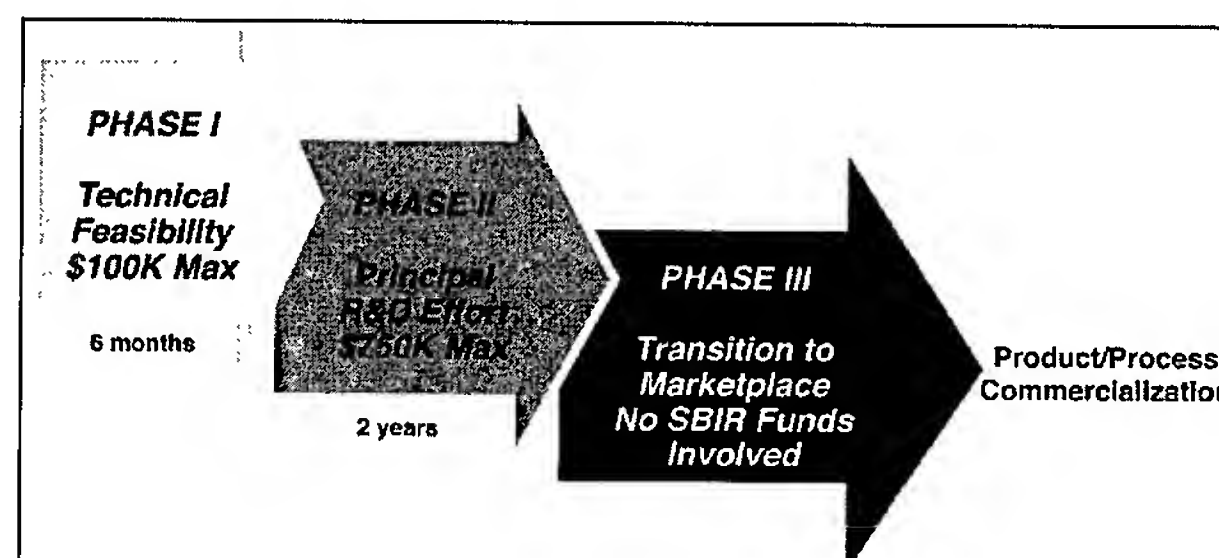 PHASE I
Technical
Feasibility
$100K Max
6 months
PHASE II
Principal
R&D Effort
$750K Max
2 years
PHASE III
Transition to
Marketplace
No SBIR Funds
Involved
Product/Process
Commercialization